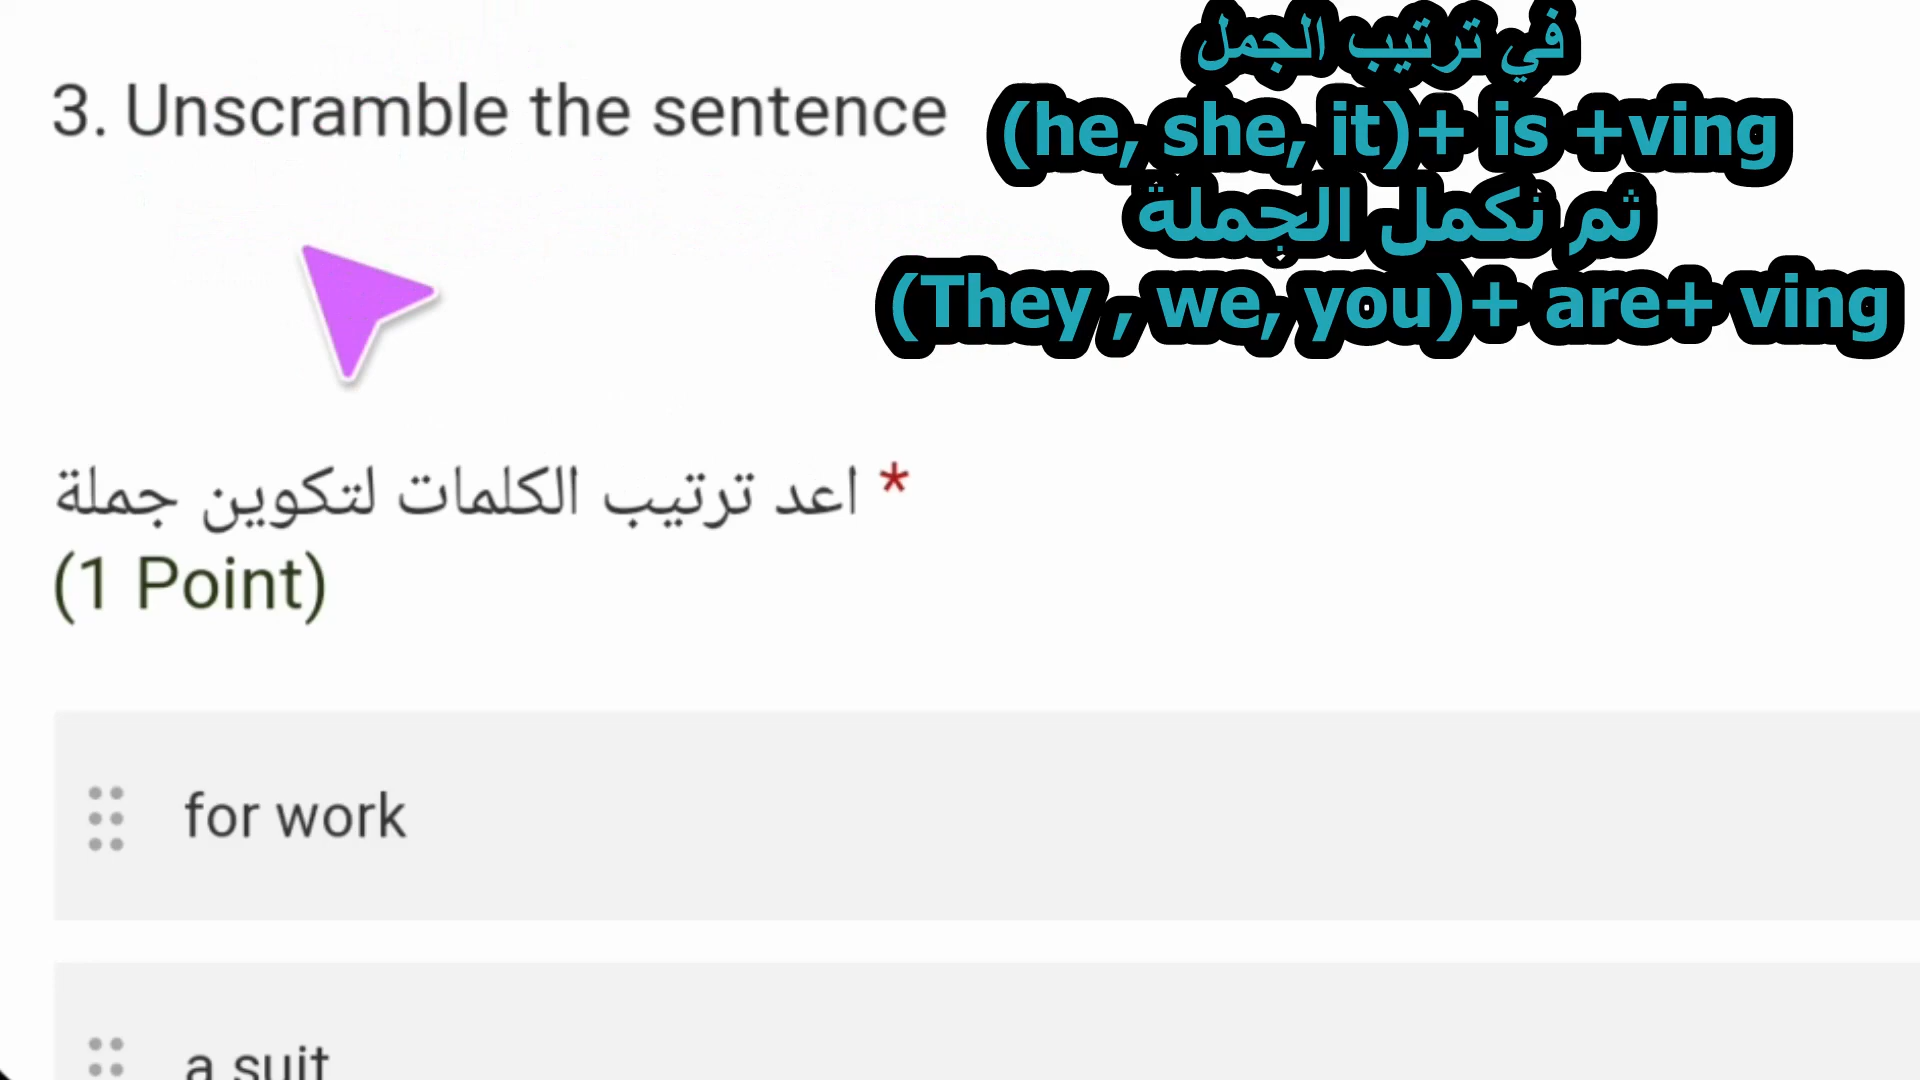 3. Unscramble the sentence
في ترتيب الجمل
(he, she, it)+ is +ving
ثم نكمل الجملة
(They , we, you)+ are+ ving
اعد ترتيب الكلمات لتكوين جملة *
(1 Point)
for work
a suit